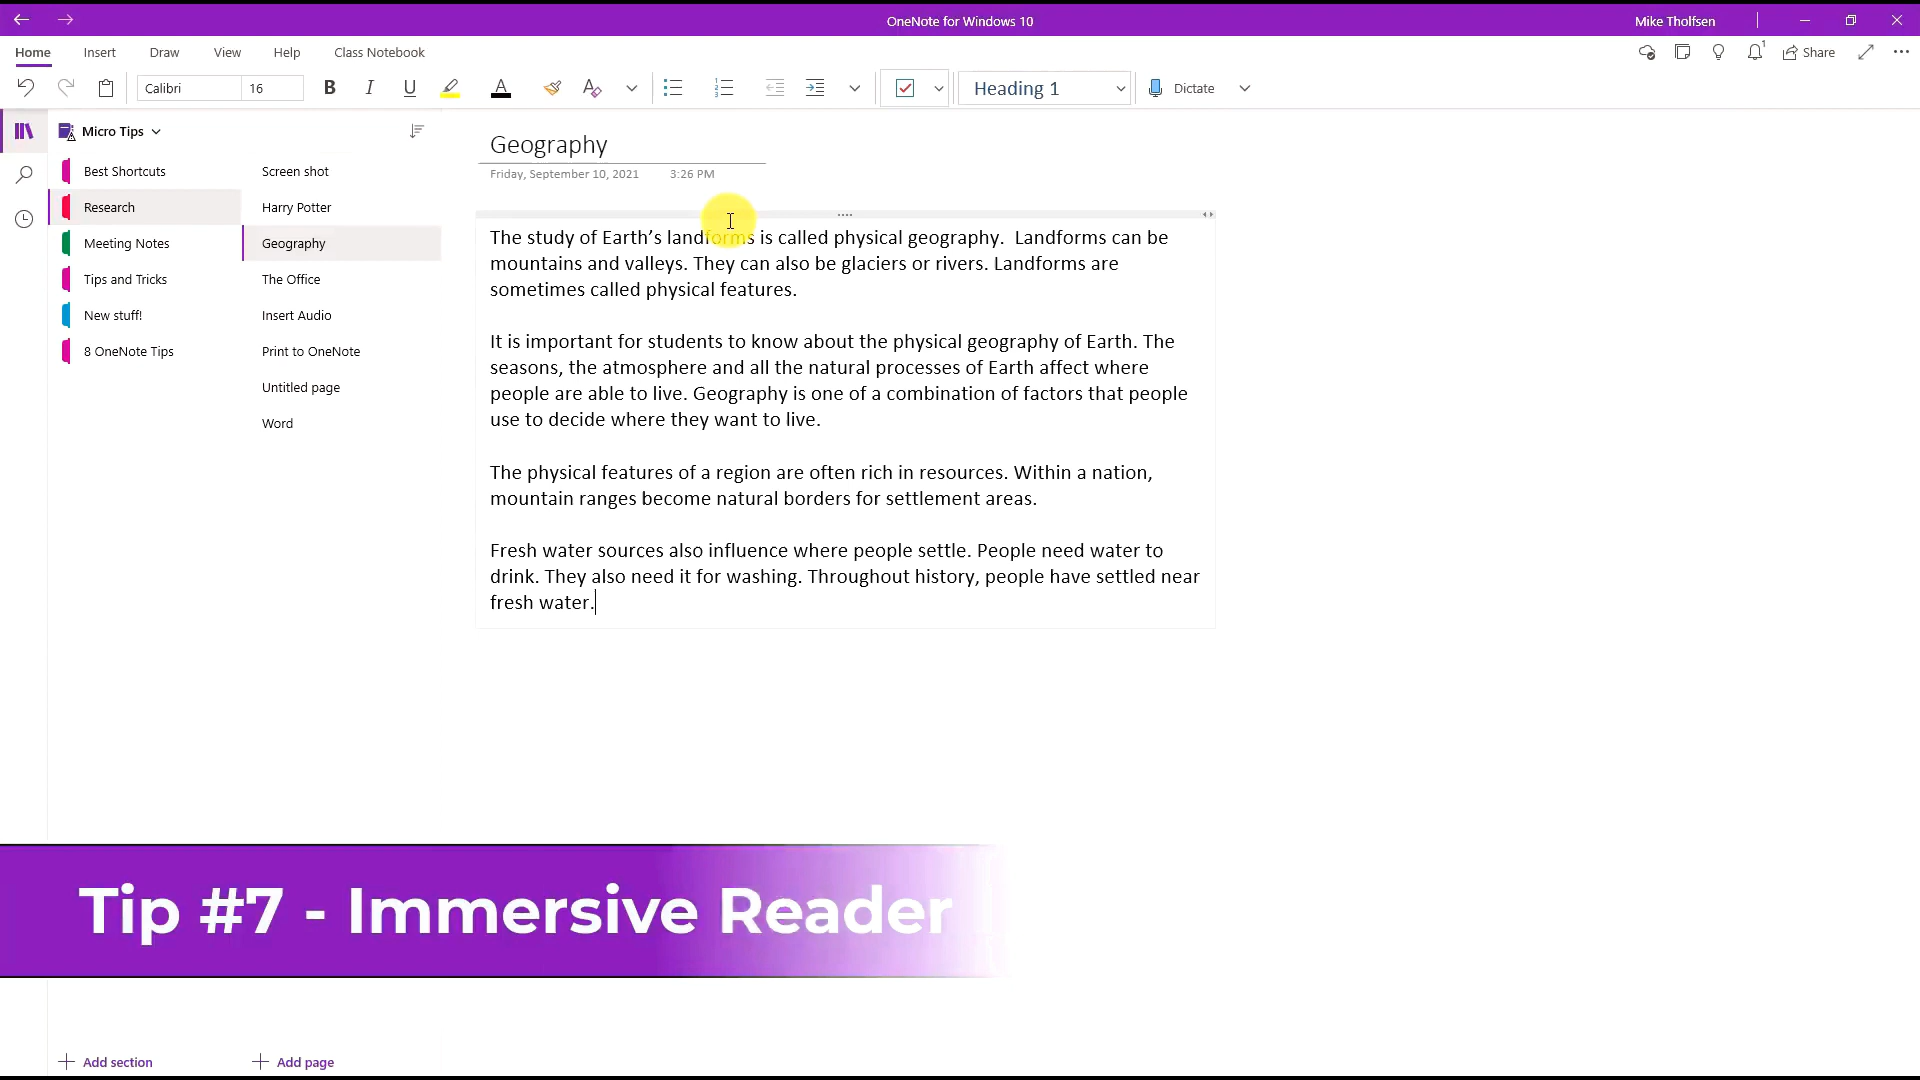 OneNote for Windows 10
Mike Tholfsen
Home Insert Draw View Help Class Notebook
1
Share
Calibri 16 B I U A A Heading 1 Dictate
Micro Tips
Best Shortcuts
Research
Meeting Notes
Tips and Tricks
New stuff!
8 OneNote Tips
Screen shot
Harry Potter
Geography
The Office
Insert Audio
Print to OneNote
Untitled page
Word
Geography
Friday, September 10, 2021 3:26 PM
The study of Earth’s landforms is called physical geography.  Landforms can be
mountains and valleys. They can also be glaciers or rivers. Landforms are
sometimes called physical features.
It is important for students to know about the physical geography of Earth. The
seasons, the atmosphere and all the natural processes of Earth affect where
people are able to live. Geography is one of a combination of factors that people
use to decide where they want to live.
The physical features of a region are often rich in resources. Within a nation,
mountain ranges become natural borders for settlement areas.
Fresh water sources also influence where people settle. People need water to
drink. They also need it for washing. Throughout history, people have settled near
fresh water.
Tip #7 - Immersive Reader
Add section
Add page